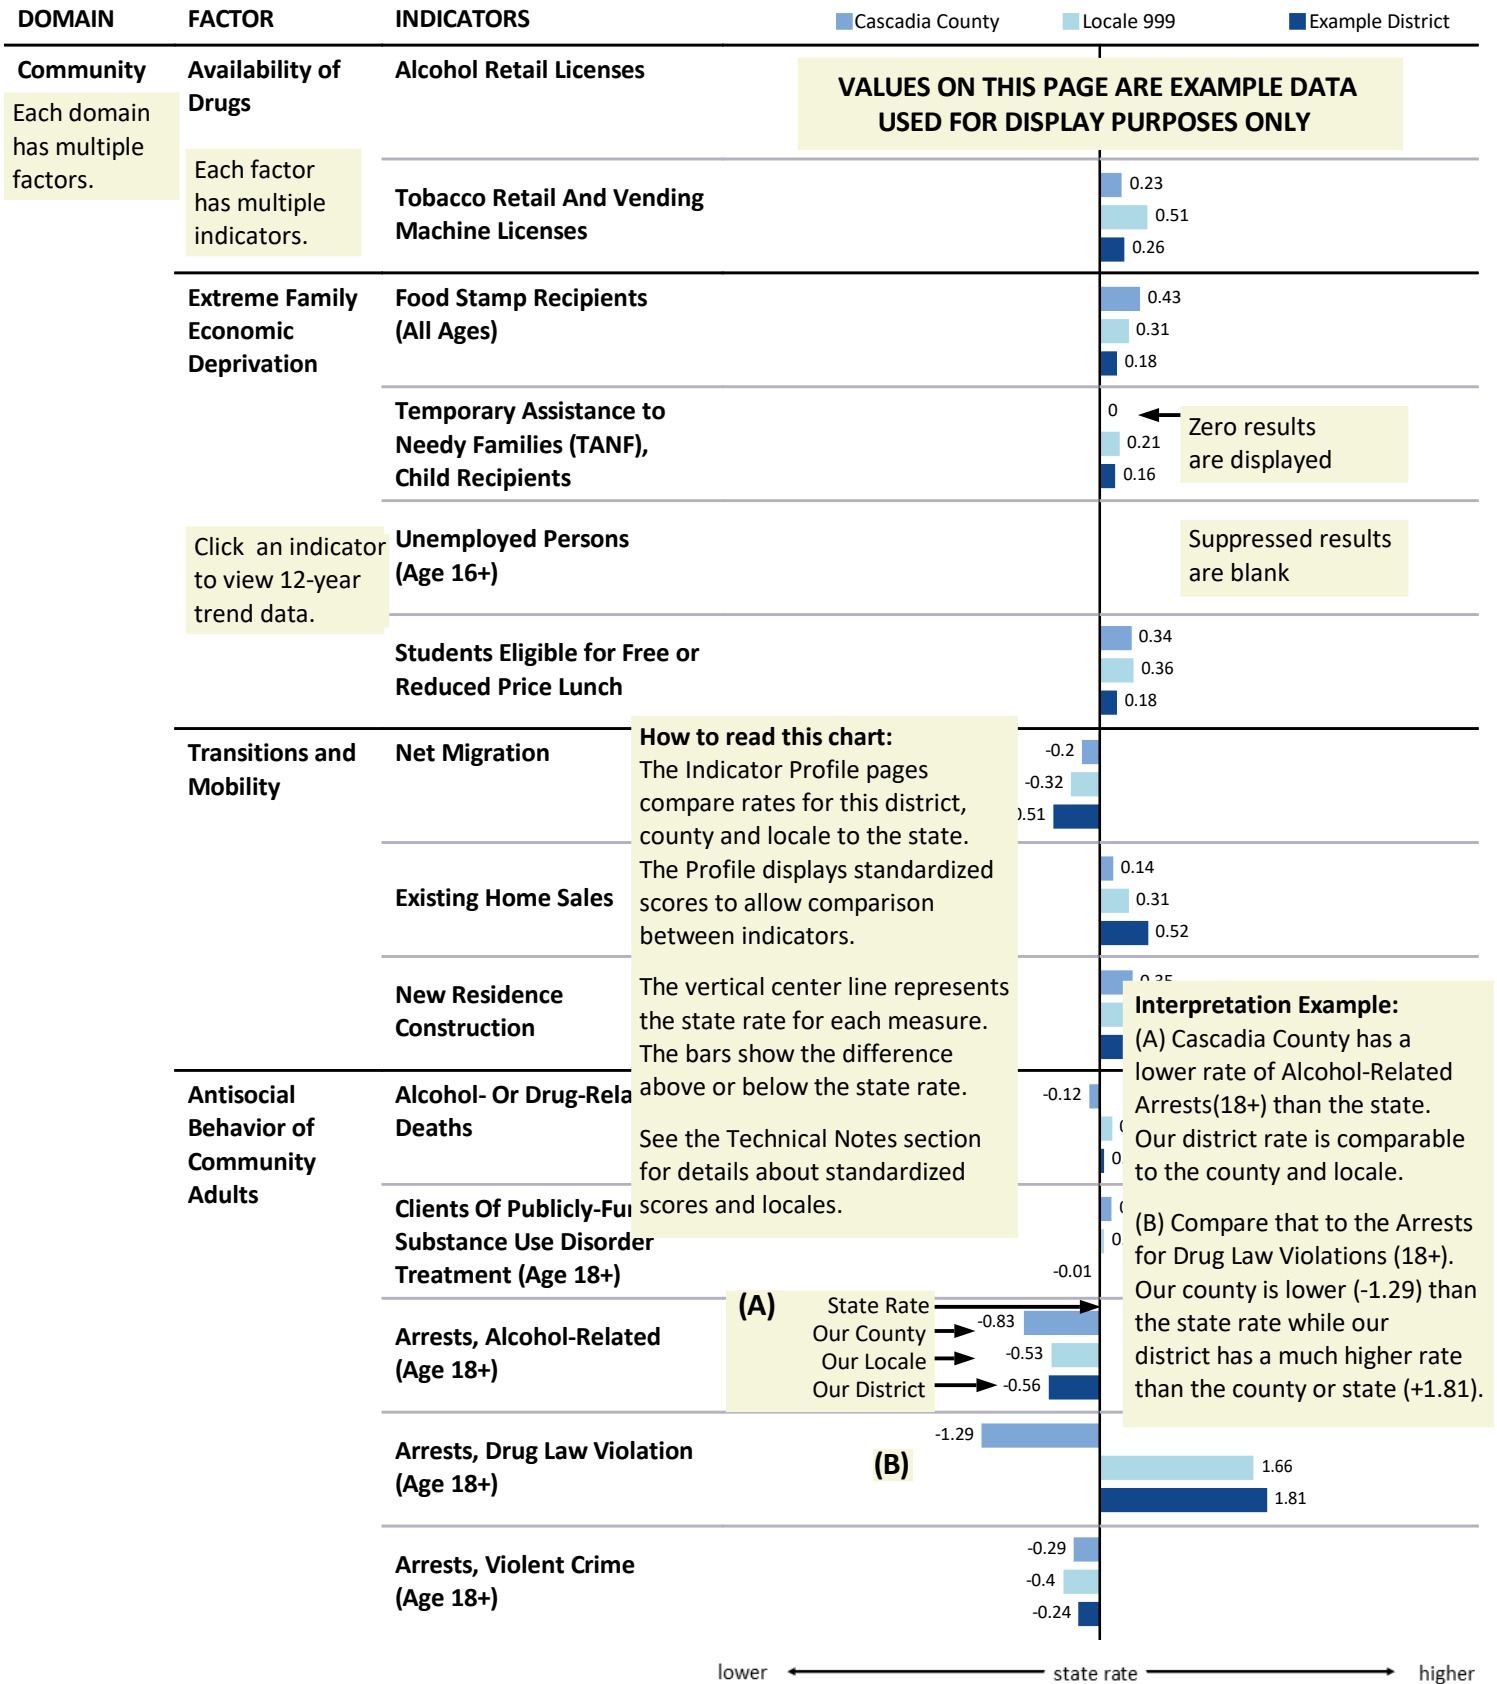 DOMAIN FACTOR INDICATORS Cascadia County Locale 999 Example District
Community
Each domain
has multiple
factors.
Availability of
Drugs
Each factor
has multiple
indicators.
Alcohol Retail Licenses
VALUES ON THIS PAGE ARE EXAMPLE DATA
USED FOR DISPLAY PURPOSES ONLY
Tobacco Retail And Vending
Machine Licenses
0.23
0.51
0.26
Extreme Family
Economic
Deprivation
Food Stamp Recipients
(All Ages)
0.43
0.31
0.18
Temporary Assistance to
Needy Families (TANF),
Child Recipients
0
0.21
0.16
Zero results
are displayed
Click an indicator
to view 12-year
trend data.
Unemployed Persons
(Age 16+)
Suppressed results
are blank
Students Eligible for Free or
Reduced Price Lunch
0.34
0.36
0.18
Transitions and
Mobility
Net Migration
-0.2
-0.32
.51
How to read this chart:
The Indicator Profile pages
compare rates for this district,
county and locale to the state.
The Profile displays standardized
scores to allow comparison
between indicators.
The vertical center line represents
the state rate for each measure.
The bars show the difference
above or below the state rate.
See the Technical Notes section
for details about standardized
scores and locales.
Existing Home Sales
0.14
0.31
0.52
New Residence
Construction
Interpretation Example:
(A) Cascadia County has a
lower rate of Alcohol-Related
Arrests(18+) than the state.
Our district rate is comparable
to the county and locale.
(B) Compare that to the Arrests
for Drug Law Violations (18+).
Our county is lower (-1.29) than
the state rate while our
district has a much higher rate
than the county or state (+1.81).
Antisocial
Behavior of
Community
Adults
Alcohol- Or Drug-Rela
Deaths
-0.12
0.
Clients Of Publicly-Fu
Substance Use Disorder
Treatment (Age 18+)
0.
-0.01
Arrests, Alcohol-Related
(Age 18+)
(A) State Rate
Our County -0.83
Our Locale -0.53
Our District -0.56
Arrests, Drug Law Violation
(Age 18+)
-1.29
(B)
1.66
1.81
Arrests, Violent Crime
(Age 18+)
-0.29
-0.4
-0.24
lower state rate higher